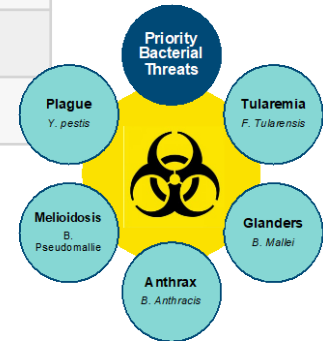 Priority
Bacterial
Threats
Plague
Y. pestis
Tularemia
F. Tularensis
Melioidosis
B.
Pseudomallie
Glanders
B. Mallei
Anthrax
B. Anthracis